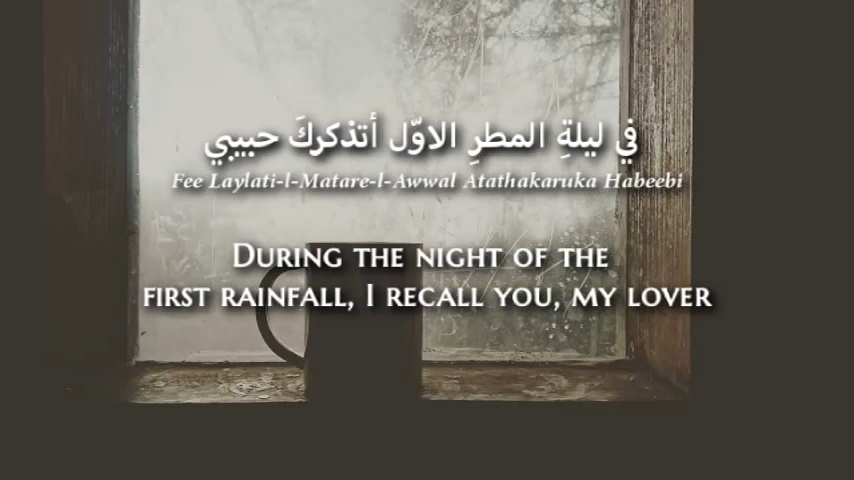 في ليلةِ المطرِ الاوّل أتذكركَ حبيبي
Fee Laylati-l-Matare-l-Awwal Atathakaruka Habeebi
During the night of the
first rainfall, I recall you, my lover